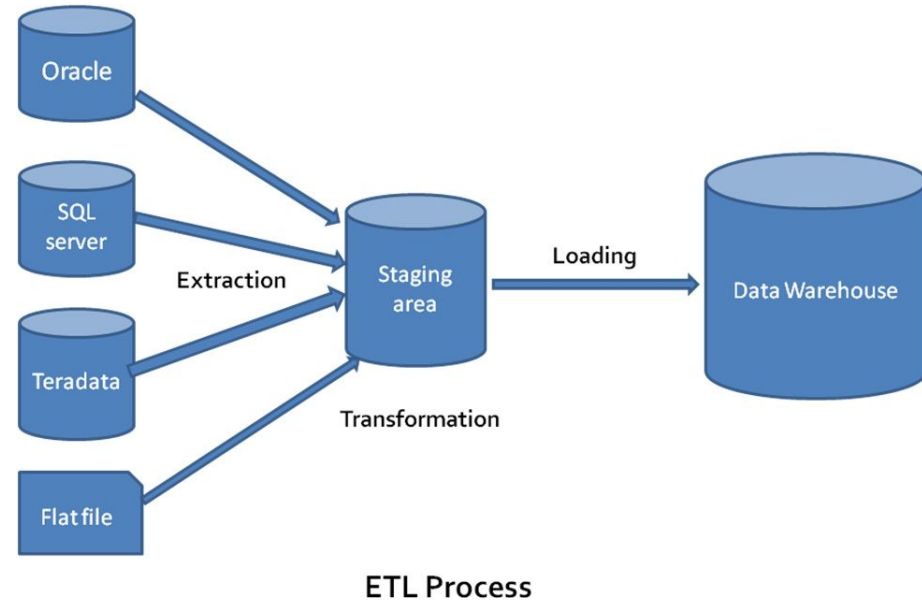 Oracle
SQL
server
Extraction
Teradata
Flat file
Staging
area
Transformation
Loading
Data Warehouse
ETL Process